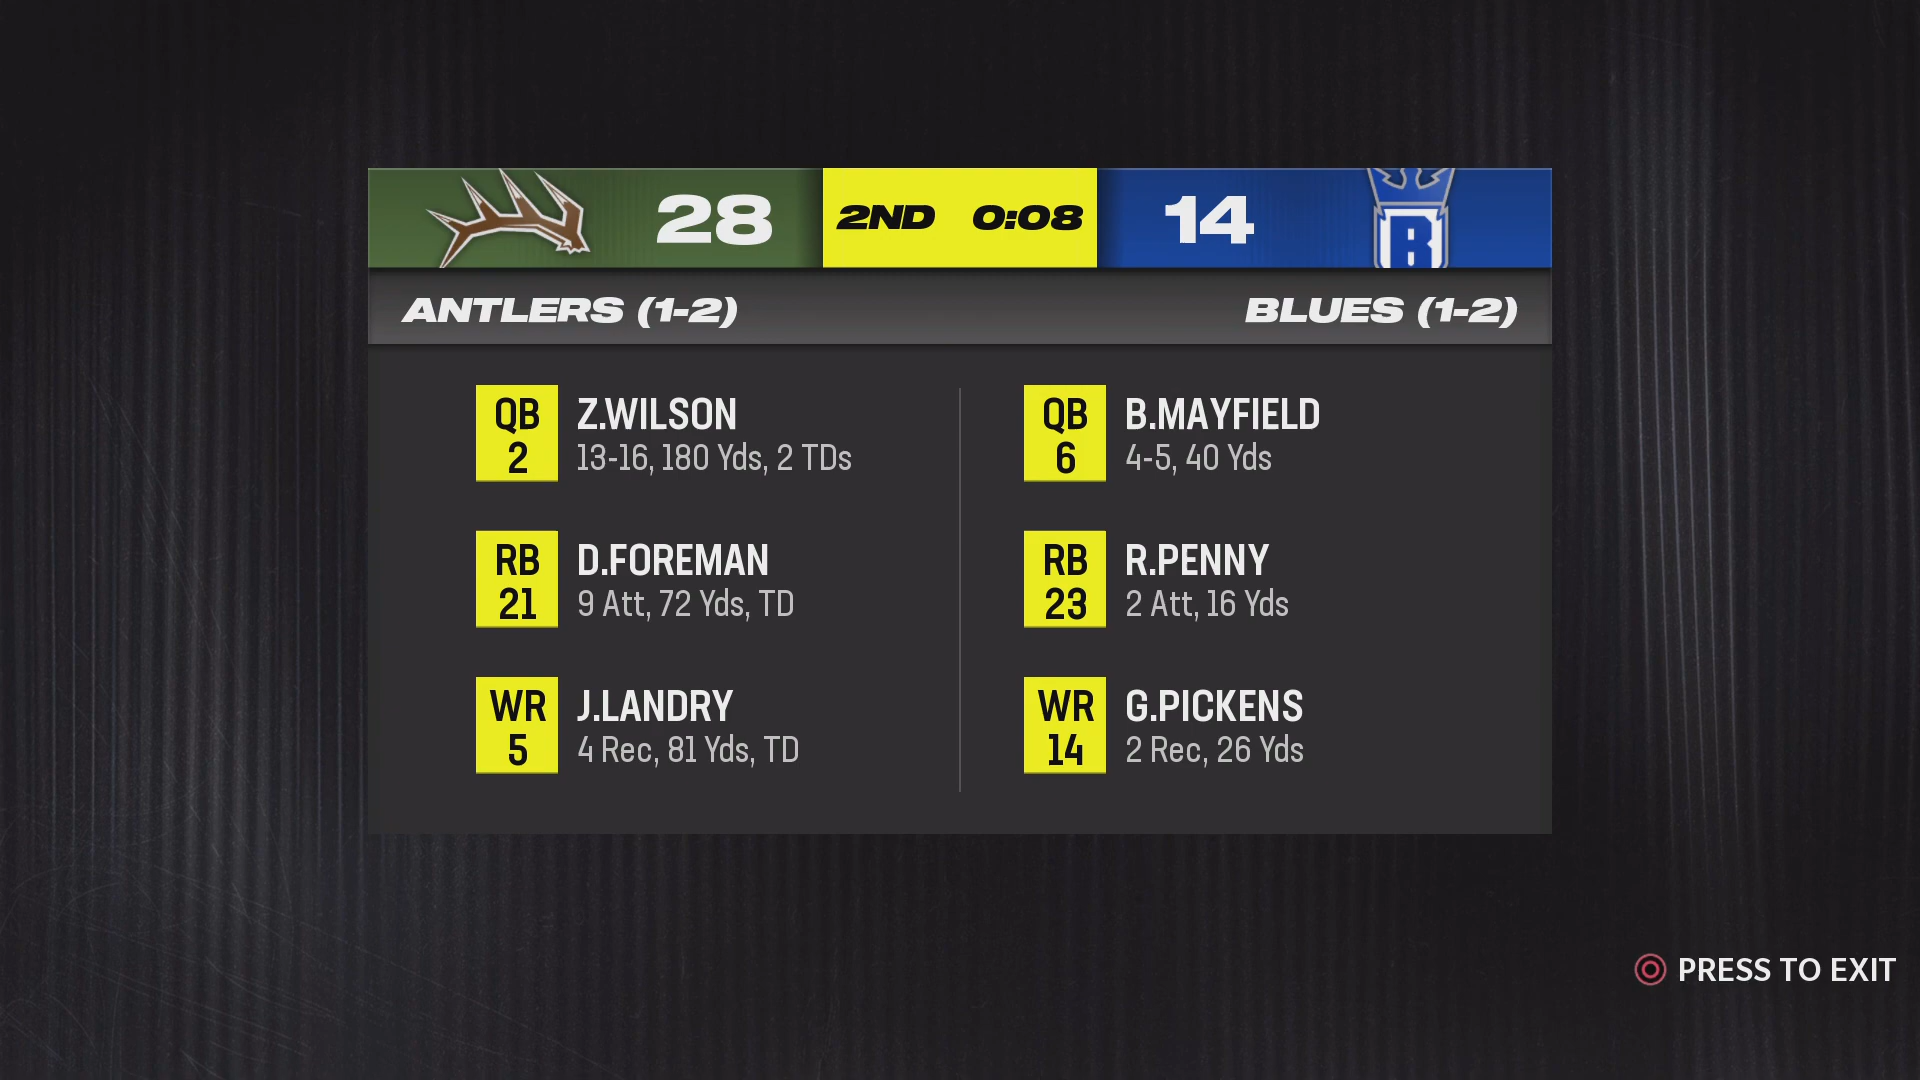 28
2ND 0:08
14
B
ANTLERS (1-2)
BLUES (1-2)
QB
2
Z.WILSON
13-16, 180 Yds, 2 TDs
RB
21
D.FOREMAN
9 Att, 72 Yds, TD
WR
5
J.LANDRY
4 Rec, 81 Yds, TD
QB
6
B.MAYFIELD
4-5, 40 Yds
RB
23
R.PENNY
2 Att, 16 Yds
WR
14
G.PICKENS
2 Rec, 26 Yds
PRESS TO EXIT